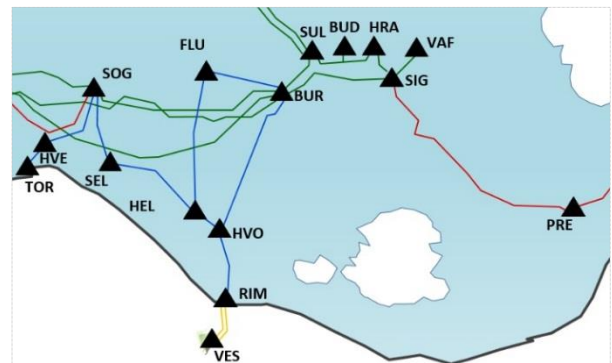 SUL
BUD
HRA
VAF
FLU
SOG
SIG
BUR
HVE
TOR
SEL
HEL
HVO
PRE
RIM
VES